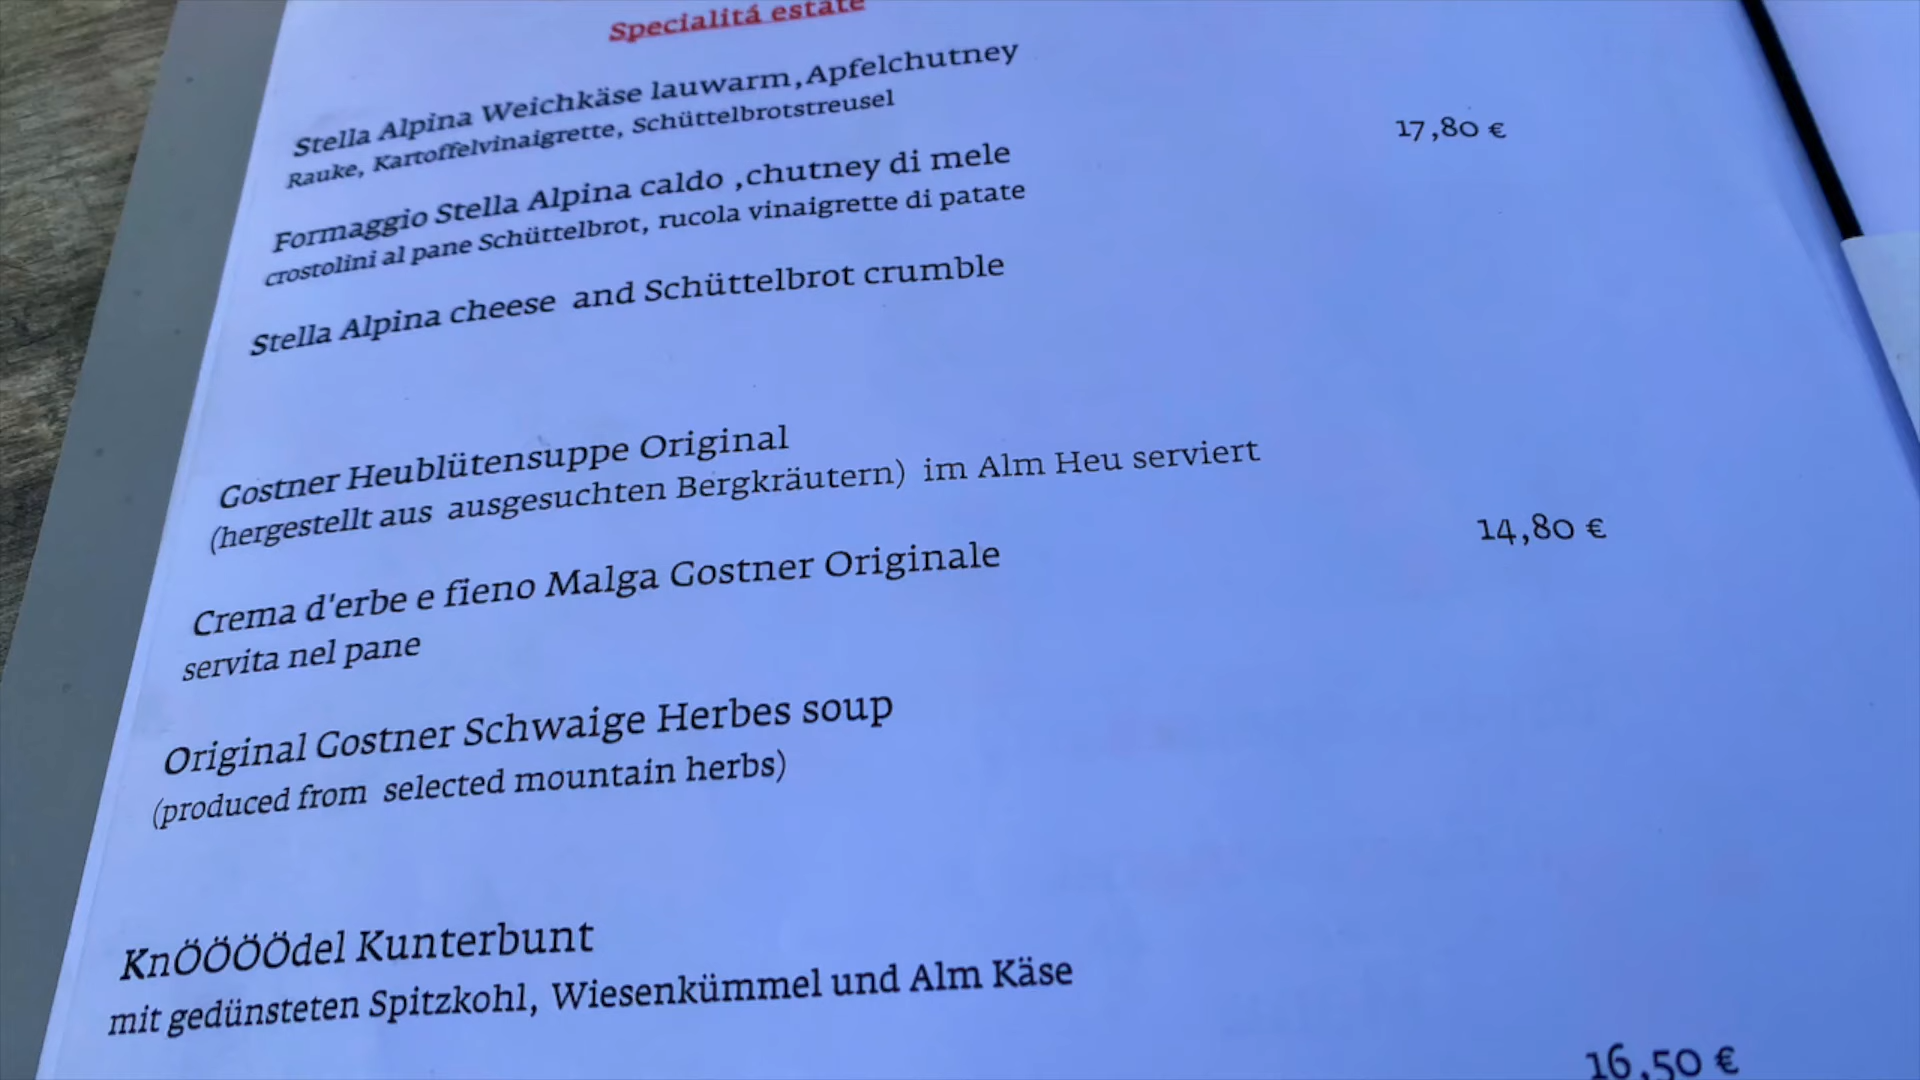 Specialitá estate
Stella Alpina Weichkäse lauwarm,Apfelchutney
Rauke, Kartoffelvinaigrette, Schüttelbrotstreusel
17,80 €
Formaggio Stella Alpina caldo ,chutney di mele
crostolini al pane Schüttelbrot, rucola vinaigrette di patate
Stella Alpina cheese and Schüttelbrot crumble
Gostner Heublütensuppe Original
(hergestellt aus ausgesuchten Bergkräutern) im Alm Heu serviert
14,80 €
Crema d'erbe e fieno Malga Gostner Originale
servita nel pane
Original Gostner Schwaige Herbes soup
(produced from selected mountain herbs)
KnÖÖÖÖdel Kunterbunt
mit gedünsteten Spitzkohl, Wiesenkümmel und Alm Käse
16,50 €